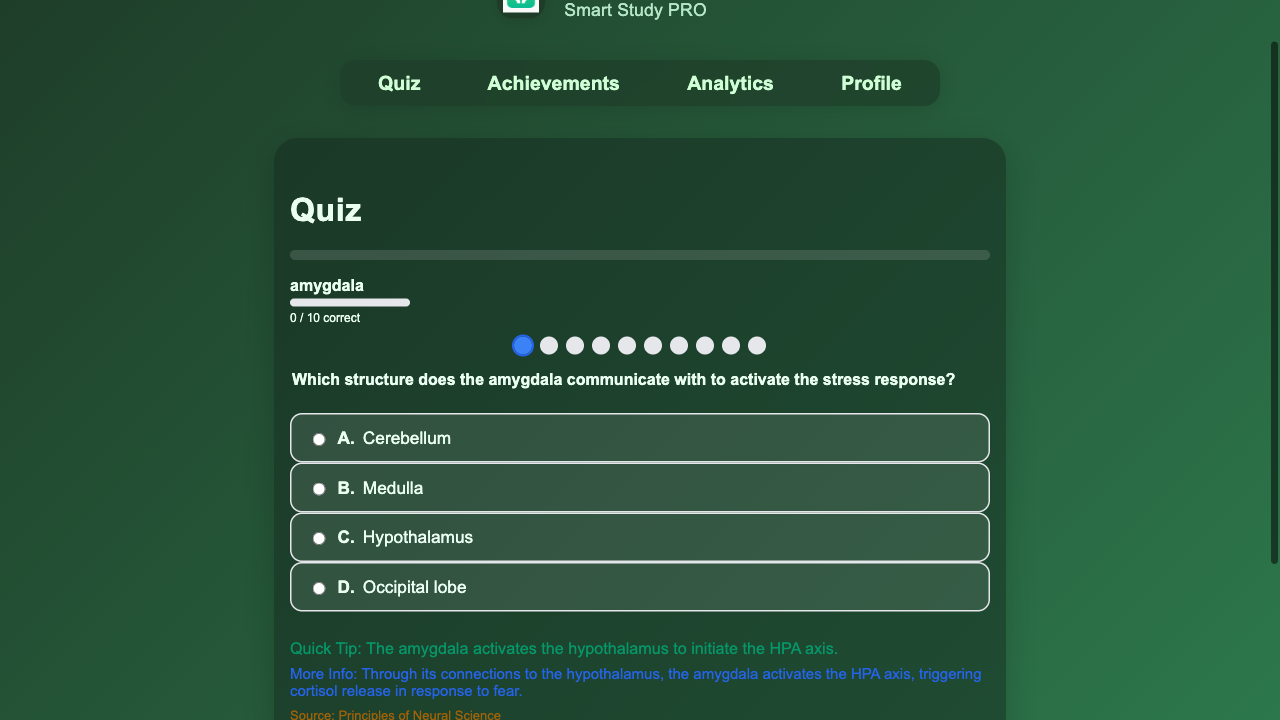 Smart Study PRO
Quiz Achievements Analytics Profile
Quiz
amygdala
0 / 10 correct
Which structure does the amygdala communicate with to activate the stress response?
A. Cerebellum
B. Medulla
C. Hypothalamus
D. Occipital lobe
Quick Tip: The amygdala activates the hypothalamus to initiate the HPA axis.
More Info: Through its connections to the hypothalamus, the amygdala activates the HPA axis, triggering
cortisol release in response to fear.
Source: Principles of Neural Science